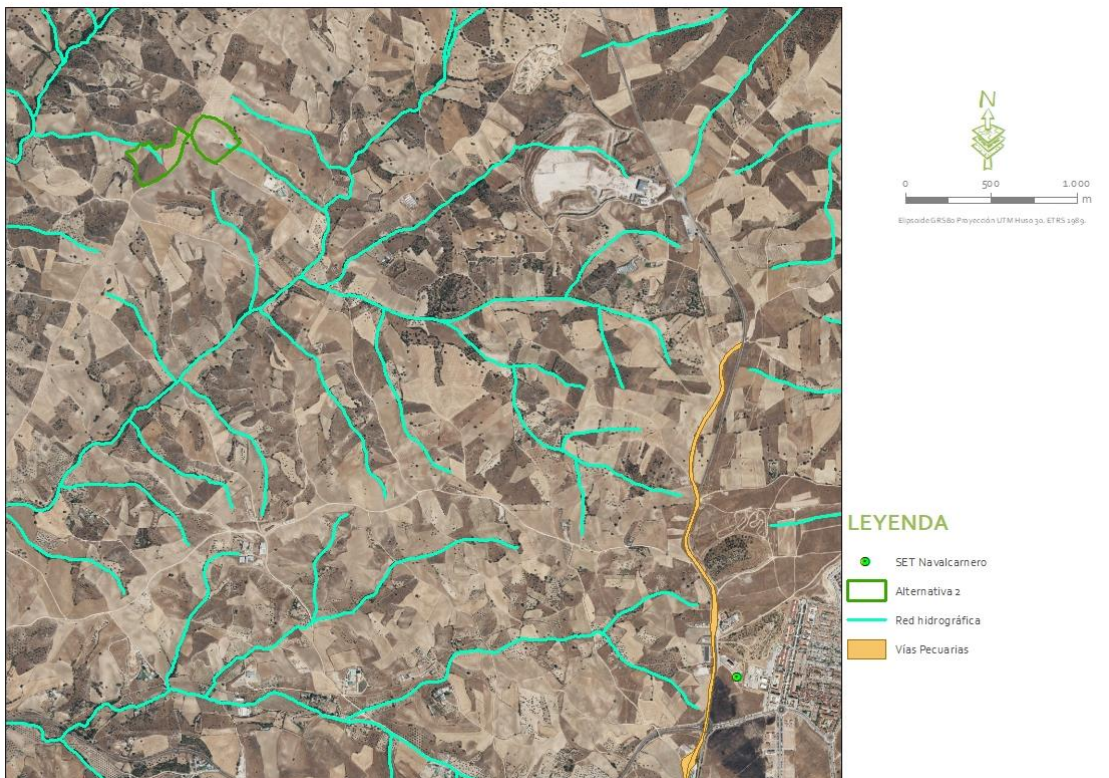 N
0 500 1.000
m
Elipsoide GRS80 Proyección UTM Huso 30, ETRS 1989.
LEYENDA
SET Navalcarnero
Alternativa 2
Red hidrográfica
Vías Pecuarias